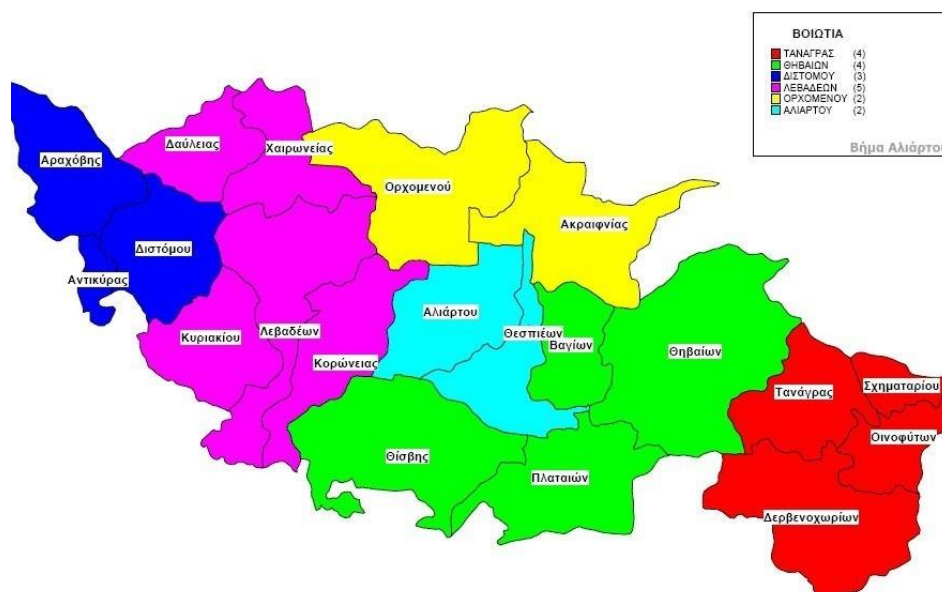 ΒΟΙΩΤΙΑ
ΤΑΝΑΓΡΑΣ (4)
ΘΗΒΑΙΩΝ (4)
ΔΙΣΤΟΜΟΥ (3)
ΛΕΒΑΔΕΩΝ (5)
ΟΡΧΟΜΕΝΟΥ (2)
ΑΛΙΑΡΤΟΥ (2)
Βήμα Αλιάρτου
Αραχόβης
Δαύλειας
Χαιρωνείας
Ορχομενού
Ακραιφνίας
Διστόμου
Αντικύρας
Κυριακίου
Λεβαδέων
Κορώνειας
Αλιάρτου
Θεσπιέων
Βαγίων
Θηβαίων
Τανάγρας
Σχηματαρίου
Οινοφύτων
Θίσβης
Πλαταιών
Δερβενοχωρίων